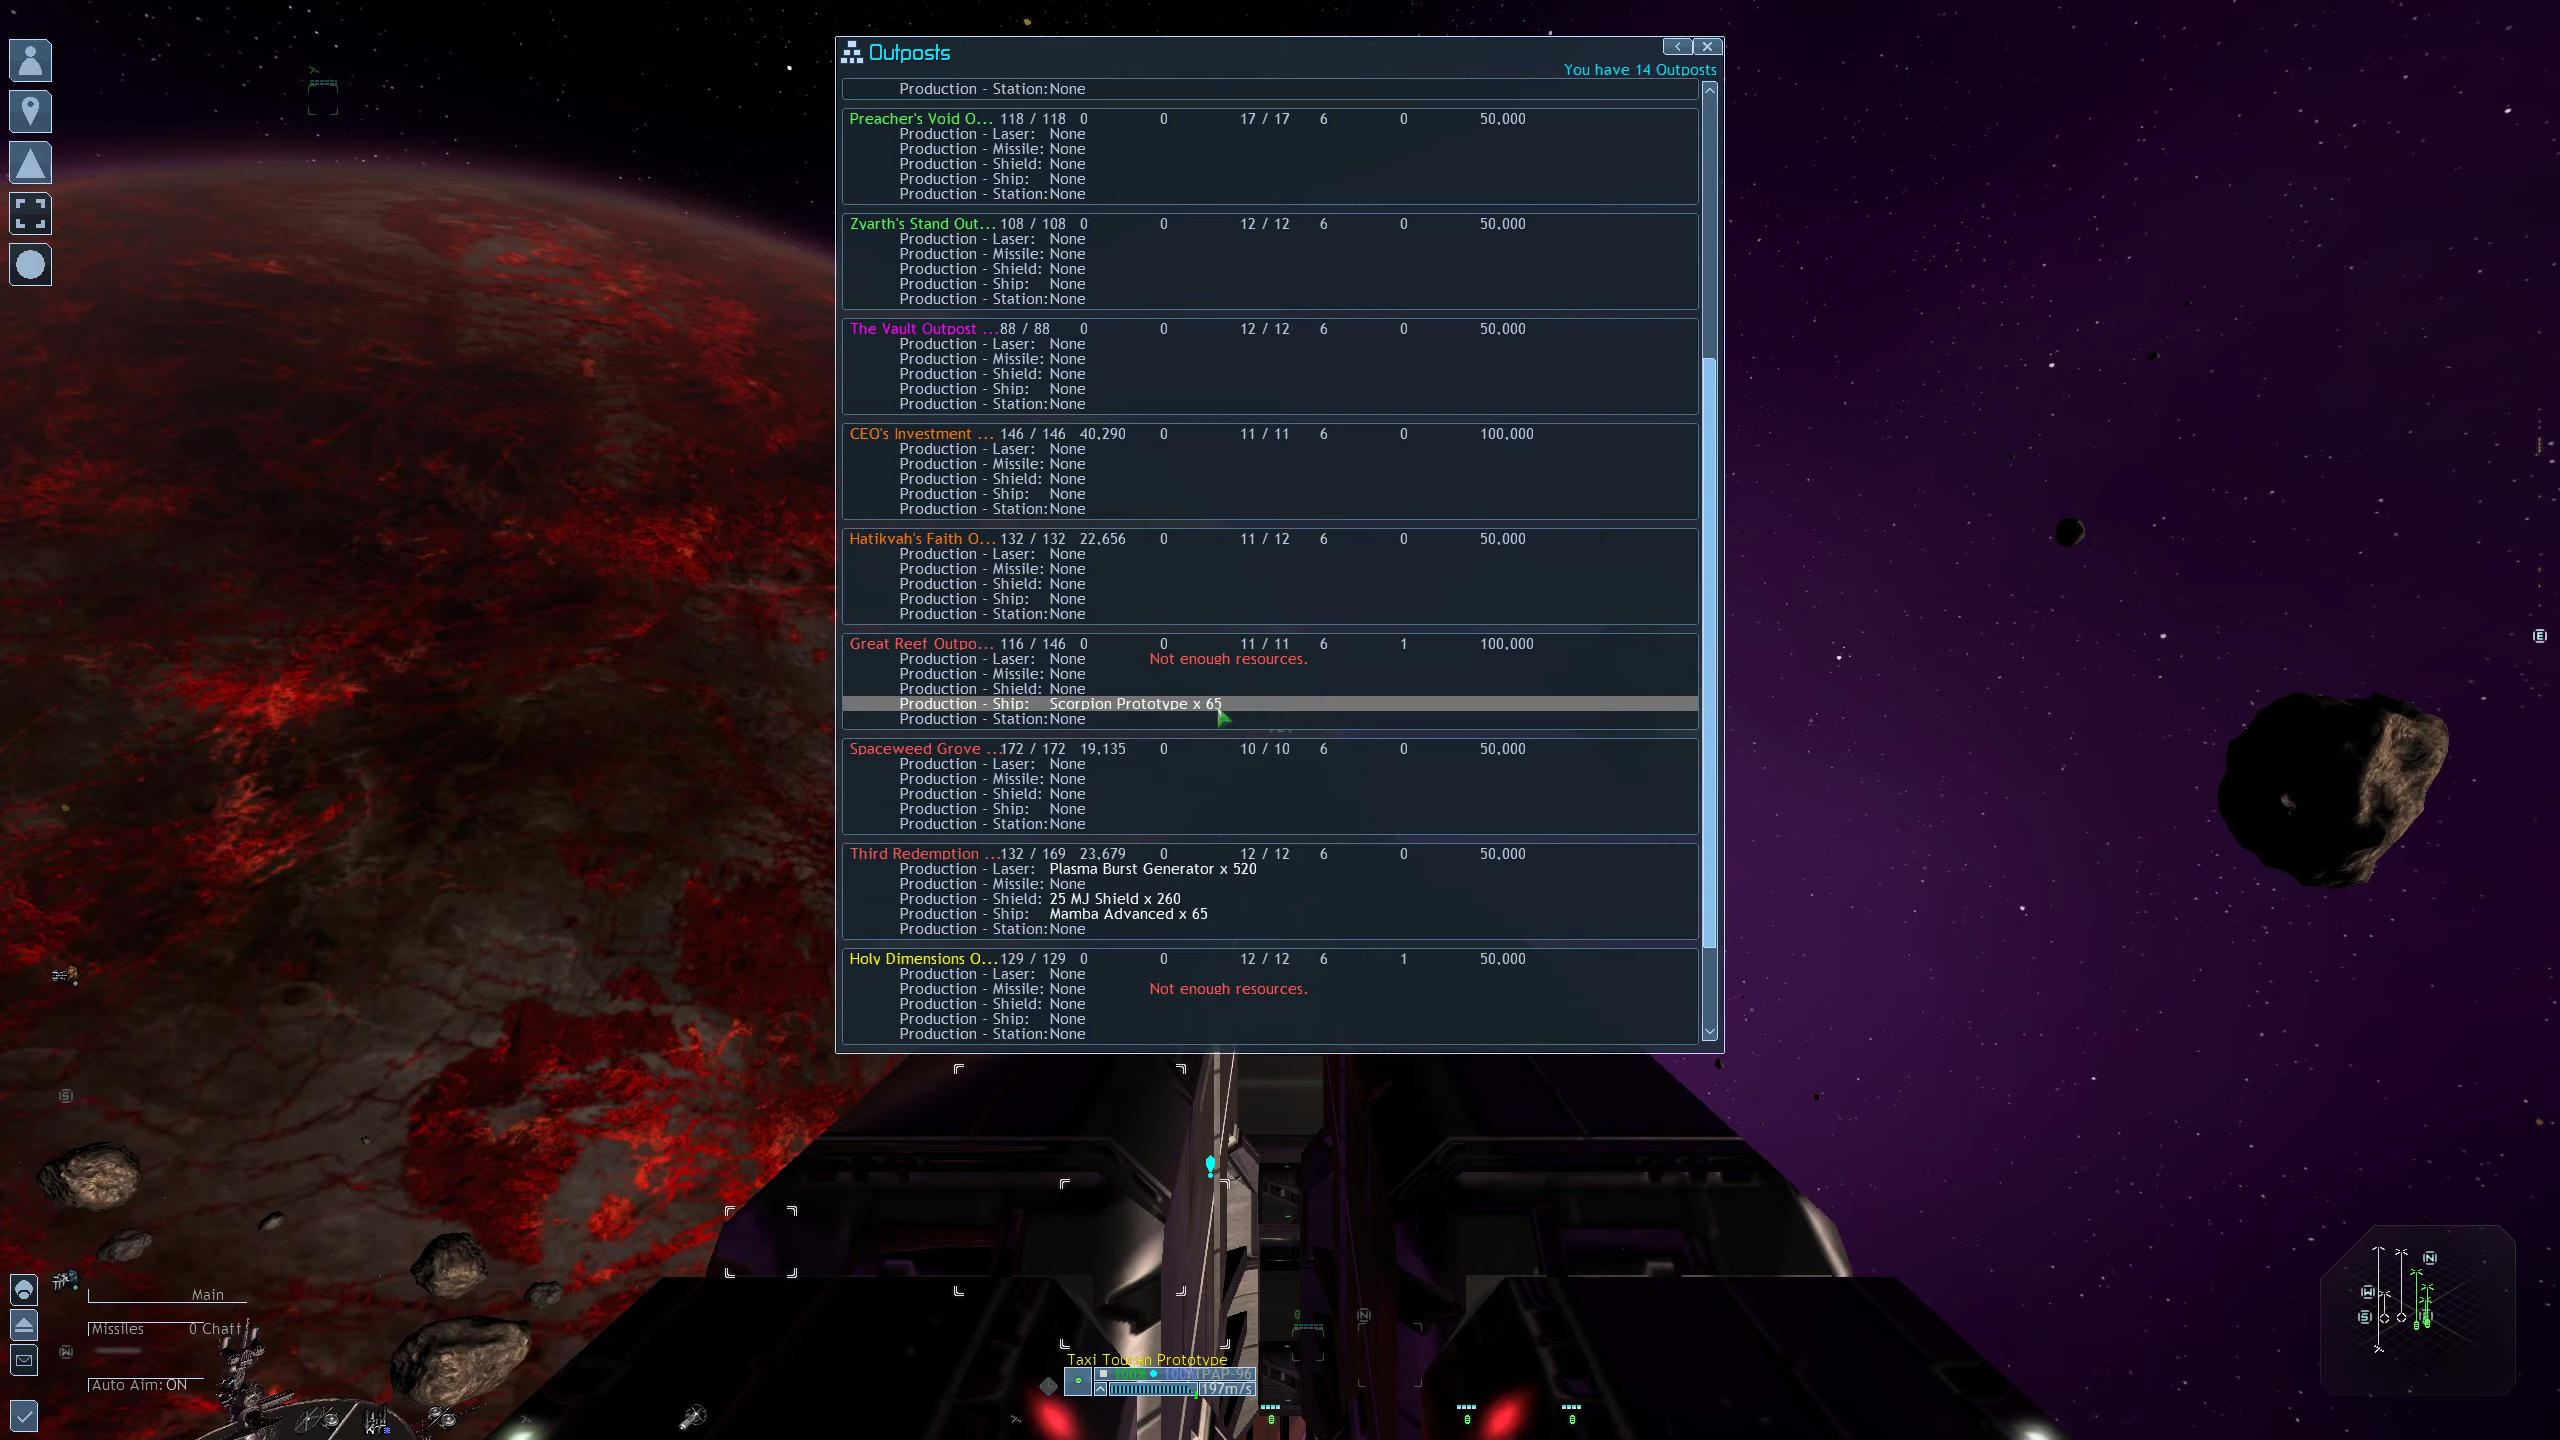 Outposts
You have 14 Outposts
Production - Station: None
Preacher's Void O... 118 / 118 0 0 17 / 17 6 0 50,000
Production - Laser: None
Production - Missile: None
Production - Shield: None
Production - Ship: None
Production - Station: None
Zyarth's Stand Out... 108 / 108 0 0 12 / 12 6 0 50,000
Production - Laser: None
Production - Missile: None
Production - Shield: None
Production - Ship: None
Production - Station: None
The Vault Outpost ... 88 / 88 0 0 12 / 12 6 0 50,000
Production - Laser: None
Production - Missile: None
Production - Shield: None
Production - Ship: None
Production - Station: None
CEO's Investment ... 146 / 146 40,290 0 11 / 11 6 0 100,000
Production - Laser: None
Production - Missile: None
Production - Shield: None
Production - Ship: None
Production - Station: None
Hatikvah's Faith O... 132 / 132 22,656 0 11 / 12 6 0 50,000
Production - Laser: None
Production - Missile: None
Production - Shield: None
Production - Ship: None
Production - Station: None
Great Reef Outpo... 116 / 146 0 0 11 / 11 6 1 100,000
Production - Laser: None Not enough resources.
Production - Missile: None
Production - Shield: None
Production - Ship: Scorpion Prototype x 65
Production - Station: None
Spaceweed Grove ... 172 / 172 19,135 0 10 / 10 6 0 50,000
Production - Laser: None
Production - Missile: None
Production - Shield: None
Production - Ship: None
Production - Station: None
Third Redemption ... 132 / 169 23,679 0 12 / 12 6 0 50,000
Production - Laser: Plasma Burst Generator x 520
Production - Missile: None
Production - Shield: 25 MJ Shield x 260
Production - Ship: Mamba Advanced x 65
Production - Station: None
Holy Dimensions O... 129 / 129 0 0 12 / 12 6 1 50,000
Production - Laser: None
Production - Missile: None Not enough resources.
Production - Shield: None
Production - Ship: None
Production - Station: None
E
S
N
W
S
Main
Missiles 0 Chaff
W
Auto Aim: ON
N
Taxi Touran Prototype
100% 100% PAP-96
197m/s